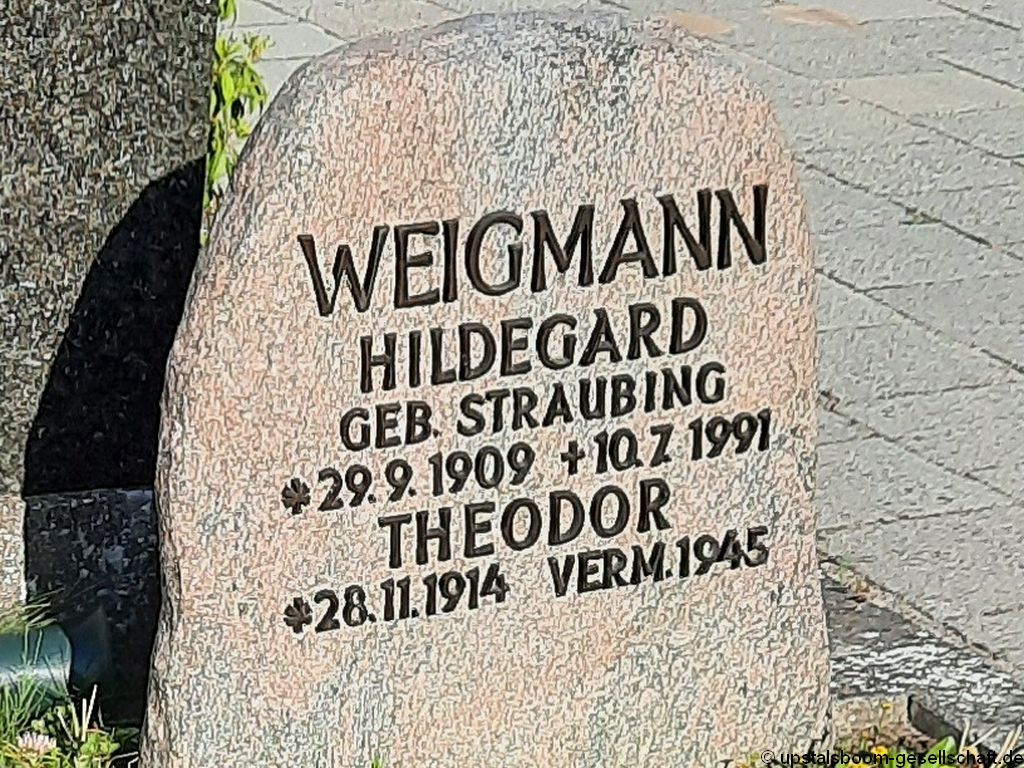 WEIGMANN
HILDEGARD
GEB. STRAUBING
*29.9.1909 +10.7.1991
THEODOR
*28.11.1914 VERM.1945
© upstalsboom-gesellschaft.de